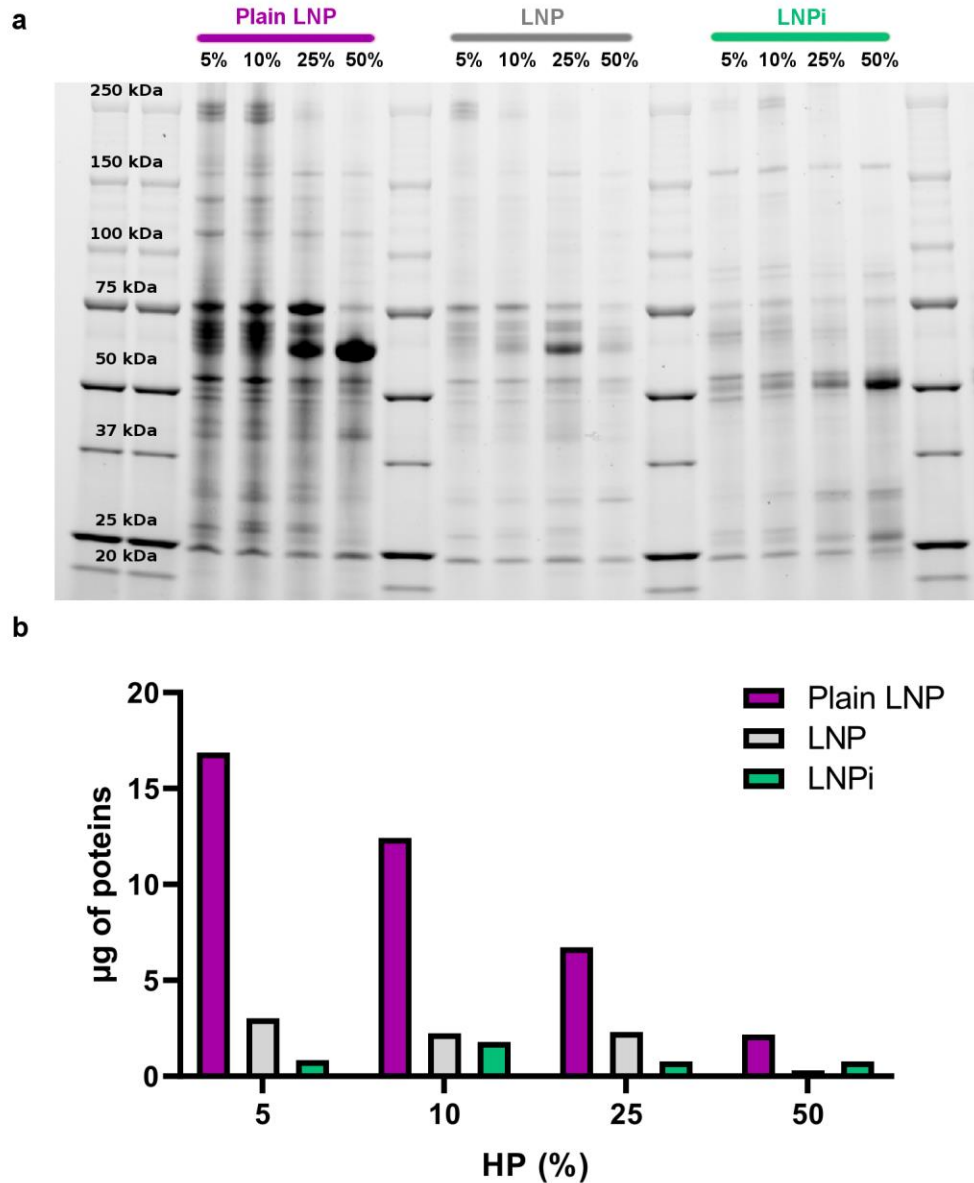 a
Plain LNP LNP LNPi
5% 10% 25% 50% 5% 10% 25% 50% 5% 10% 25% 50%
250 kDa
150 kDa
100 kDa
75 kDa
50 kDa
37 kDa
25 kDa
20 kDa
b
20
15
10
5
0
µg of poteins
Plain LNP
LNP
LNPi
5 10 25 50
HP (%)